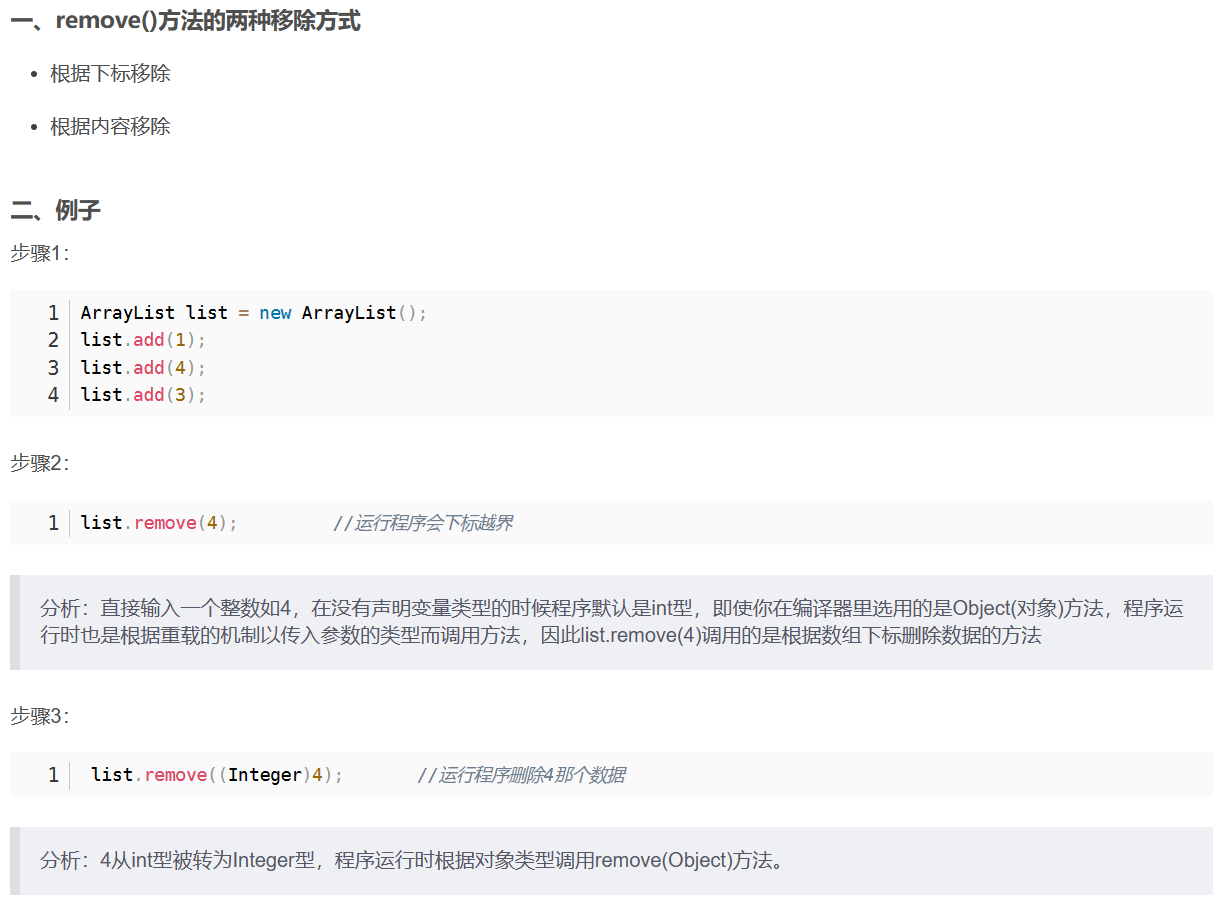 一、remove()方法的两种移除方式
• 根据下标移除
• 根据内容移除
二、例子
步骤1：
1 ArrayList list = new ArrayList();
2 list.add(1);
3 list.add(4);
4 list.add(3);
步骤2：
1 list.remove(4);         //运行程序会下标越界
分析：直接输入一个整数如4，在没有声明变量类型的时候程序默认是int型，即使你在编译器里选用的是Object(对象)方法，程序运
行时也是根据重载的机制以传入参数的类型而调用方法，因此list.remove(4)调用的是根据数组下标删除数据的方法
步骤3：
1  list.remove((Integer)4);       //运行程序删除4那个数据
分析：4从int型被转为Integer型，程序运行时根据对象类型调用remove(Object)方法。